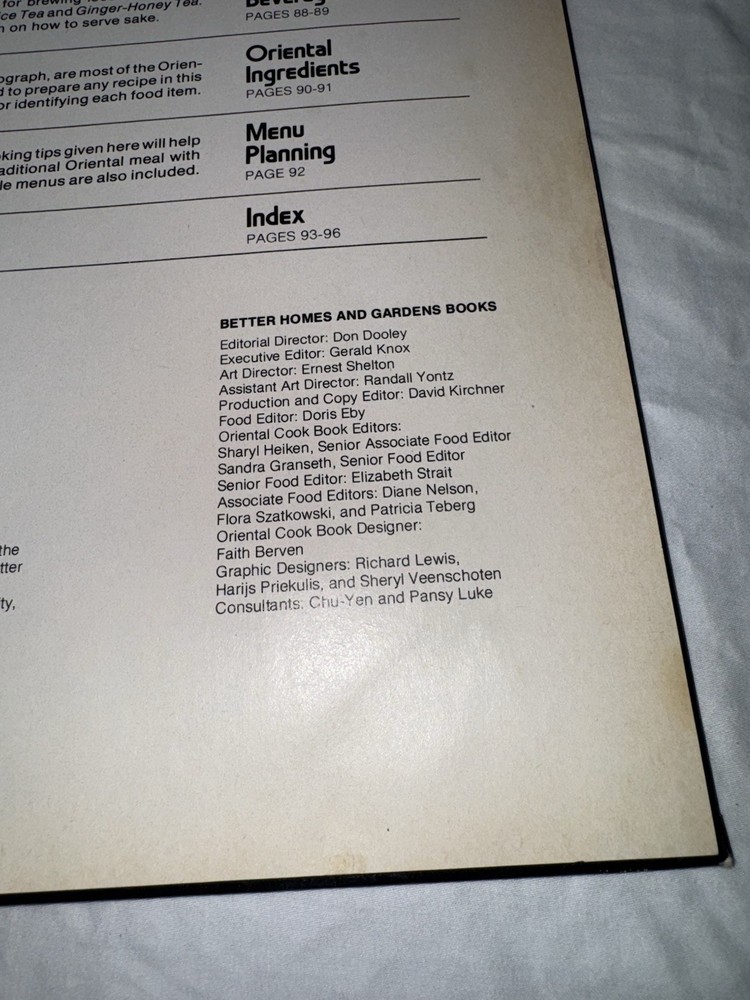 ice Tea and Ginger-Honey Tea.
on how to serve sake.
PAGES 88-89
ograph, are most of the Orien-
to prepare any recipe in this
or identifying each food item.
Oriental
Ingredients
PAGES 90-91
king tips given here will help
aditional Oriental meal with
le menus are also included.
Menu
Planning
PAGE 92
Index
PAGES 93-96
BETTER HOMES AND GARDENS BOOKS
Editorial Director: Don Dooley
Executive Editor: Gerald Knox
Art Director: Ernest Shelton
Assistant Art Director: Randall Yontz
Production and Copy Editor: David Kirchner
Food Editor: Doris Eby
Oriental Cook Book Editors:
Sharyl Heiken, Senior Associate Food Editor
Sandra Granseth, Senior Food Editor
Senior Food Editor: Elizabeth Strait
Associate Food Editors: Diane Nelson,
Flora Szatkowski, and Patricia Teberg
Oriental Cook Book Designer:
Faith Berven
Graphic Designers: Richard Lewis,
Harijs Priekulis, and Sheryl Veenschoten
Consultants: Chu-Yen and Pansy Luke
the
tter
ty,